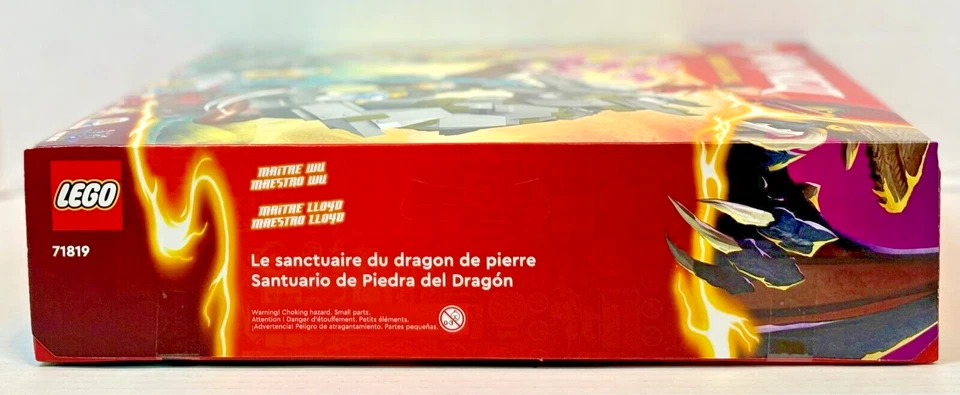 LEGO
71819
MAITRE WU
MAESTRO WU
MAITRE LLOYD
MAESTRO LLOYD
Le sanctuaire du dragon de pierre
Santuario de Piedra del Dragón
Warning! Choking hazard. Small parts.
Attention ! Danger d'étouffement. Petits éléments.
¡Advertencia! Peligro de atragantamiento. Partes pequeñas.